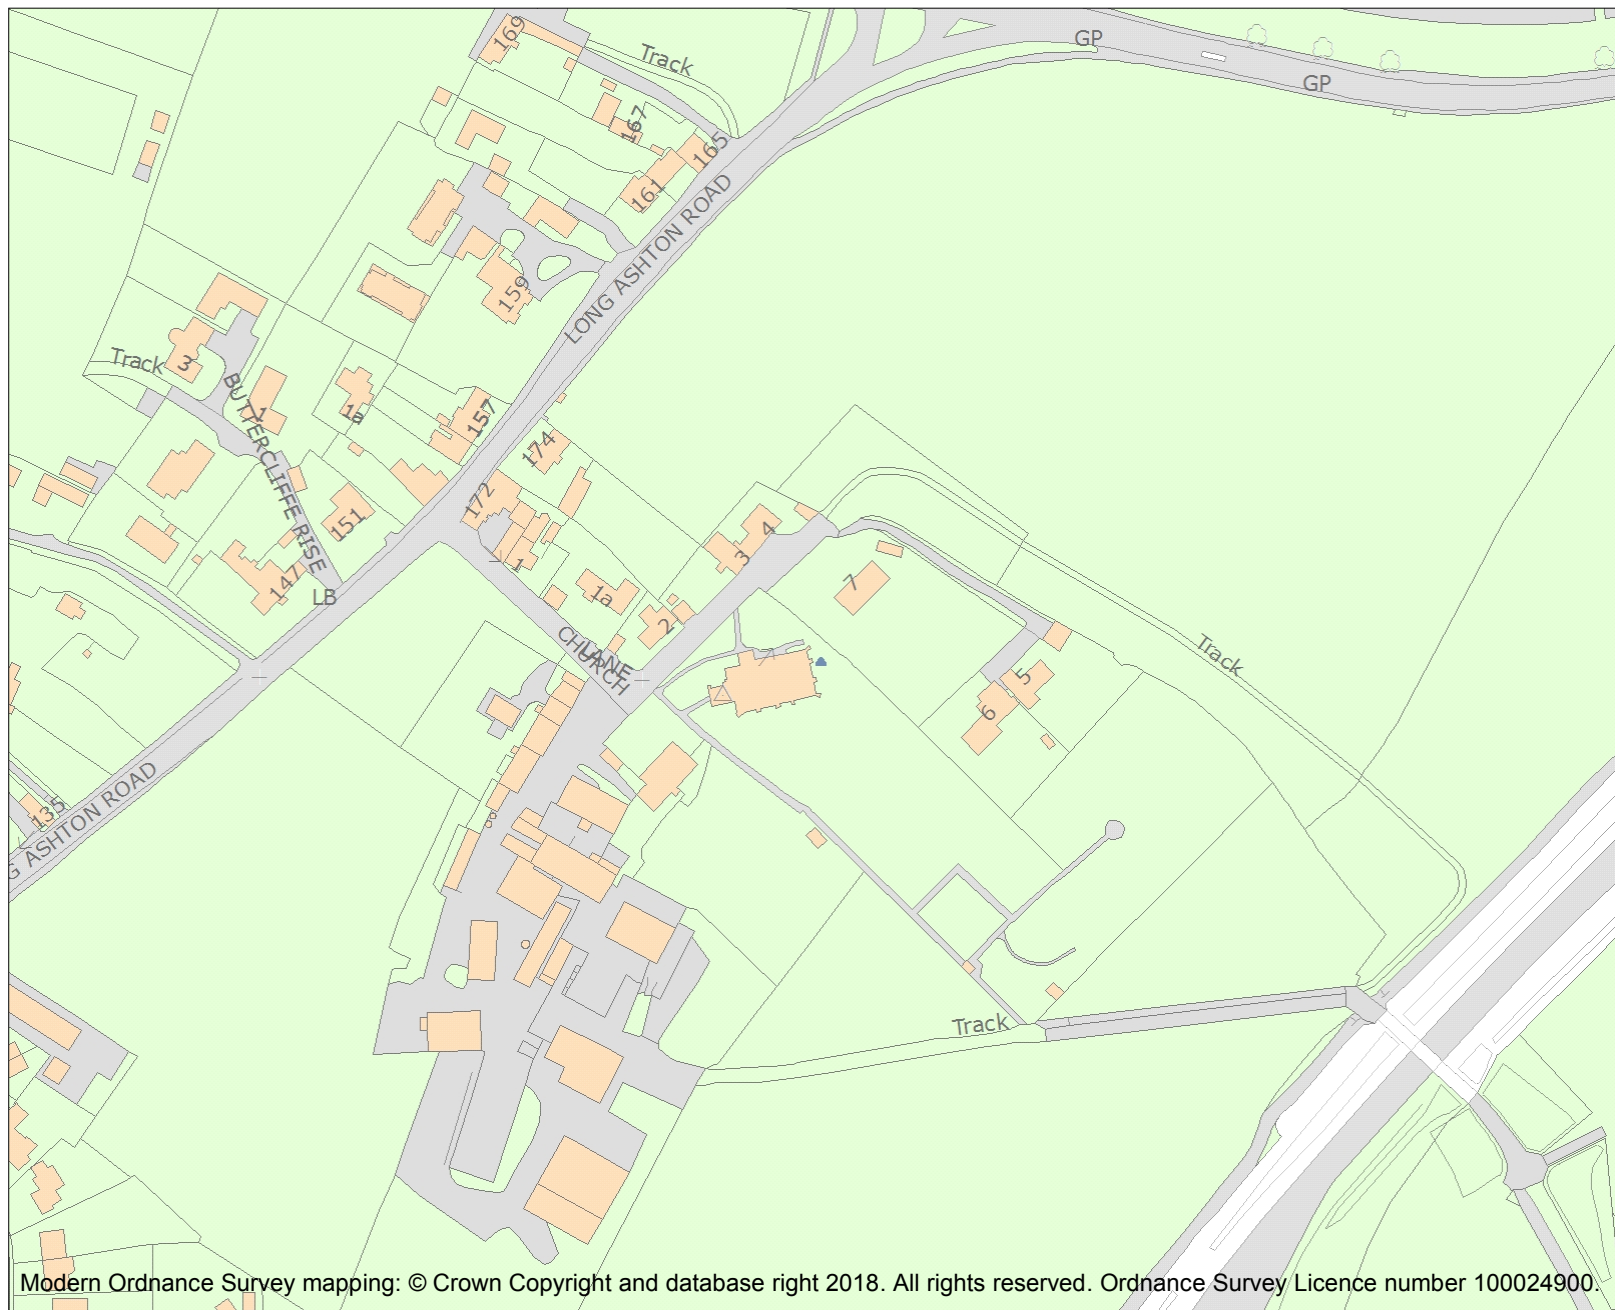 169
Track
GP
GP
167
165
161
LONG ASHTON ROAD
159
Track
3
BUTTERCLIFFE RISE
1
1a
157
174
172
151
4
3
1
7
147
LB
1a
2
CHURCH
LANE
Track
5
6
135
G ASHTON ROAD
Track
Modern Ordnance Survey mapping: © Crown Copyright and database right 2018. All rights reserved. Ordnance Survey Licence number 100024900.